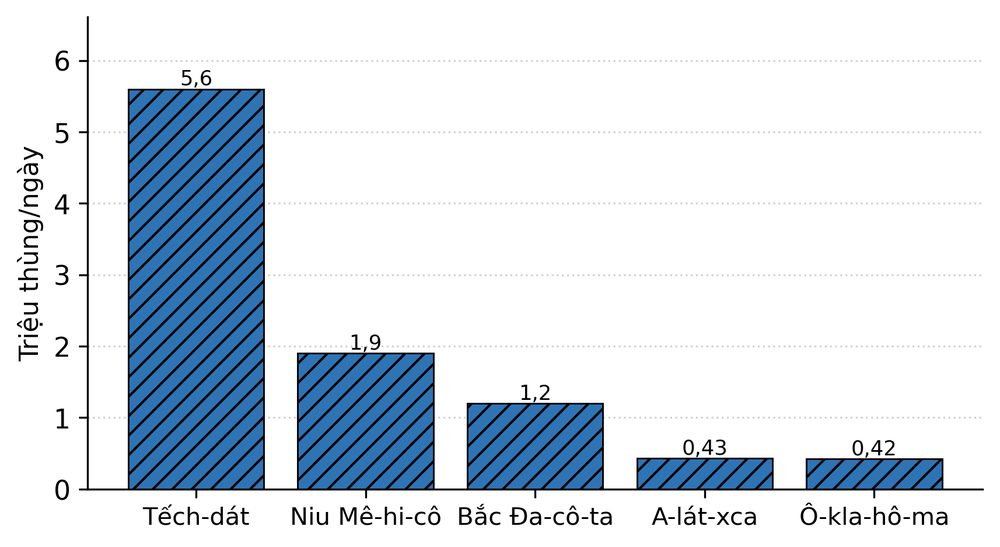 Triệu thùng/ngày
6
5
4
3
2
1
0
5,6
1,9
1,2
0,43
0,42
Tếch-dát
Niu Mê-hi-cô
Bắc Đa-cô-ta
A-lát-xca
Ô-kla-hô-ma